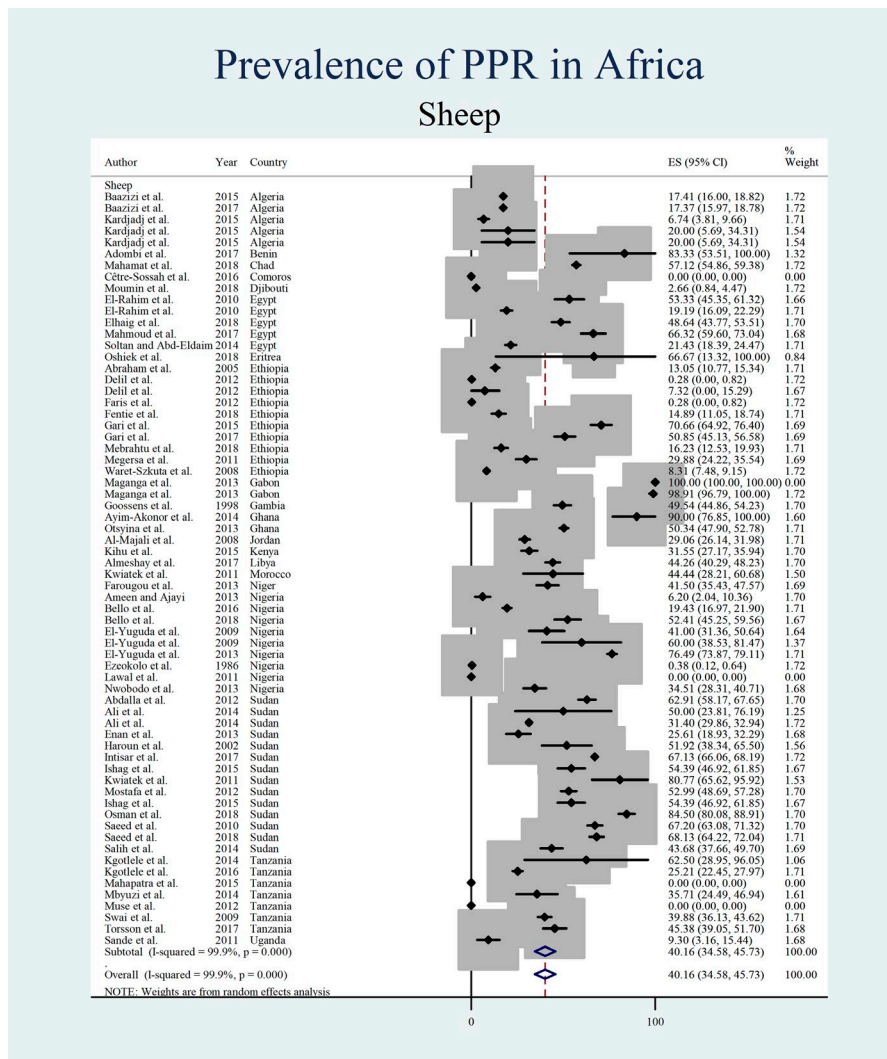 Prevalence of PPR in Africa
Sheep
%
Author Year Country ES (95% CI) Weight
Sheep
Baazizi et al. 2015 Algeria 17.41 (16.00, 18.82) 1.72
Baazizi et al. 2017 Algeria 17.37 (15.97, 18.78) 1.72
Kardjadj et al. 2015 Algeria 6.74 (3.81, 9.66) 1.71
Kardjadj et al. 2015 Algeria 20.00 (5.69, 34.31) 1.54
Kardjadj et al. 2015 Algeria 20.00 (5.69, 34.31) 1.54
Adombi et al. 2017 Benin 83.33 (53.51, 100.00) 1.32
Mahamat et al. 2018 Chad 57.12 (54.86, 59.38) 1.72
Cêtre-Sossah et al. 2016 Comoros 0.00 (0.00, 0.00) 0.00
Moumin et al. 2018 Djibouti 2.66 (0.84, 4.47) 1.72
El-Rahim et al. 2010 Egypt 53.33 (45.35, 61.32) 1.66
El-Rahim et al. 2010 Egypt 19.19 (16.09, 22.29) 1.71
Elhaig et al. 2018 Egypt 48.64 (43.77, 53.51) 1.70
Mahmoud et al. 2017 Egypt 66.32 (59.60, 73.04) 1.68
Soltan and Abd-Eldaim 2014 Egypt 21.43 (18.39, 24.47) 1.71
Oshiek et al. 2018 Eritrea 66.67 (13.32, 100.00) 0.84
Abraham et al. 2005 Ethiopia 13.05 (10.77, 15.34) 1.71
Delil et al. 2012 Ethiopia 0.28 (0.00, 0.82) 1.72
Delil et al. 2012 Ethiopia 7.32 (0.00, 15.29) 1.67
Faris et al. 2012 Ethiopia 0.28 (0.00, 0.82) 1.72
Fentie et al. 2018 Ethiopia 14.89 (11.05, 18.74) 1.71
Gari et al. 2015 Ethiopia 70.66 (64.92, 76.40) 1.69
Gari et al. 2017 Ethiopia 50.85 (45.13, 56.58) 1.69
Mebrahtu et al. 2018 Ethiopia 16.23 (12.53, 19.93) 1.71
Megersa et al. 2011 Ethiopia 29.88 (24.22, 35.54) 1.69
Waret-Szkuta et al. 2008 Ethiopia 8.31 (7.48, 9.15) 1.72
Maganga et al. 2013 Gabon 100.00 (100.00, 100.00) 0.00
Maganga et al. 2013 Gabon 98.91 (96.79, 100.00) 1.72
Goossens et al. 1998 Gambia 49.54 (44.86, 54.23) 1.70
Ayim-Akonor et al. 2014 Ghana 90.00 (76.85, 100.00) 1.60
Otsyina et al. 2013 Ghana 50.34 (47.90, 52.78) 1.71
Al-Majali et al. 2008 Jordan 29.06 (26.14, 31.98) 1.71
Kihu et al. 2015 Kenya 31.55 (27.17, 35.94) 1.70
Almeshay et al. 2017 Libya 44.26 (40.29, 48.23) 1.70
Kwiatek et al. 2011 Morocco 44.44 (28.21, 60.68) 1.50
Farougou et al. 2013 Niger 41.50 (35.43, 47.57) 1.69
Ameen and Ajayi 2013 Nigeria 6.20 (2.04, 10.36) 1.70
Bello et al. 2016 Nigeria 19.43 (16.97, 21.90) 1.71
Bello et al. 2018 Nigeria 52.41 (45.25, 59.56) 1.67
El-Yuguda et al. 2009 Nigeria 41.00 (31.36, 50.64) 1.64
El-Yuguda et al. 2009 Nigeria 60.00 (38.53, 81.47) 1.37
El-Yuguda et al. 2013 Nigeria 76.49 (73.87, 79.11) 1.71
Ezeokolo et al. 1986 Nigeria 0.38 (0.12, 0.64) 1.72
Lawal et al. 2011 Nigeria 0.00 (0.00, 0.00) 0.00
Nwobodo et al. 2013 Nigeria 34.51 (28.31, 40.71) 1.68
Abdalla et al. 2012 Sudan 62.91 (58.17, 67.65) 1.70
Ali et al. 2014 Sudan 50.00 (23.81, 76.19) 1.25
Ali et al. 2014 Sudan 31.40 (29.86, 32.94) 1.72
Enan et al. 2013 Sudan 25.61 (18.93, 32.29) 1.68
Haroun et al. 2002 Sudan 51.92 (38.34, 65.50) 1.56
Intisar et al. 2017 Sudan 67.13 (66.06, 68.19) 1.72
Ishag et al. 2015 Sudan 54.39 (46.92, 61.85) 1.67
Kwiatek et al. 2011 Sudan 80.77 (65.62, 95.92) 1.53
Mostafa et al. 2012 Sudan 52.99 (48.69, 57.28) 1.70
Ishag et al. 2015 Sudan 54.39 (46.92, 61.85) 1.67
Osman et al. 2018 Sudan 84.50 (80.08, 88.91) 1.70
Saeed et al. 2010 Sudan 67.20 (63.08, 71.32) 1.70
Saeed et al. 2018 Sudan 68.13 (64.22, 72.04) 1.70
Salih et al. 2014 Sudan 43.68 (37.66, 49.70) 1.69
Kgotlele et al. 2014 Tanzania 62.50 (28.95, 96.05) 1.06
Kgotlele et al. 2016 Tanzania 25.21 (22.45, 27.97) 1.71
Mahapatra et al. 2015 Tanzania 0.00 (0.00, 0.00) 0.00
Mbyuzi et al. 2014 Tanzania 35.71 (24.49, 46.94) 1.61
Muse et al. 2012 Tanzania 0.00 (0.00, 0.00) 0.00
Swai et al. 2009 Tanzania 39.88 (36.13, 43.62) 1.71
Torsson et al. 2017 Tanzania 45.38 (39.05, 51.70) 1.68
Sande et al. 2011 Uganda 9.30 (3.16, 15.44) 1.68
Subtotal (I-squared = 99.9%, p = 0.000) 40.16 (34.58, 45.73) 100.00
.
Overall (I-squared = 99.9%, p = 0.000) 40.16 (34.58, 45.73) 100.00
NOTE: Weights are from random effects analysis
0 100